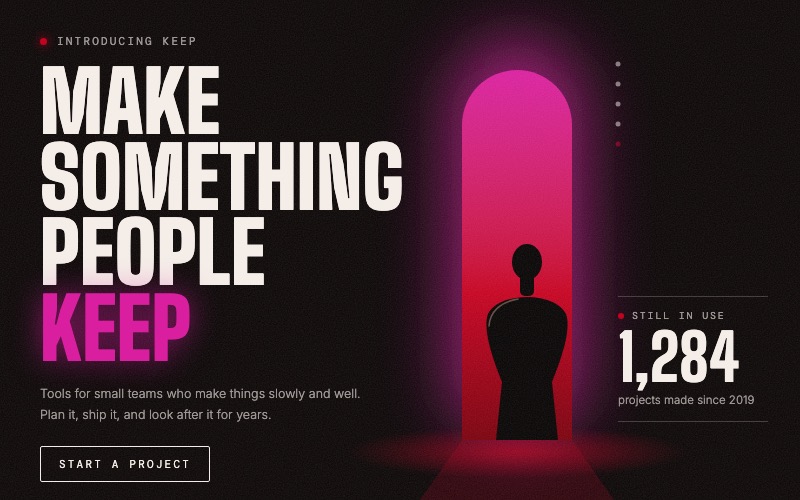 INTRODUCING KEEP
MAKE
SOMETHING
PEOPLE
KEEP
Tools for small teams who make things slowly and well.
Plan it, ship it, and look after it for years.
START A PROJECT
STILL IN USE
1,284
projects made since 2019